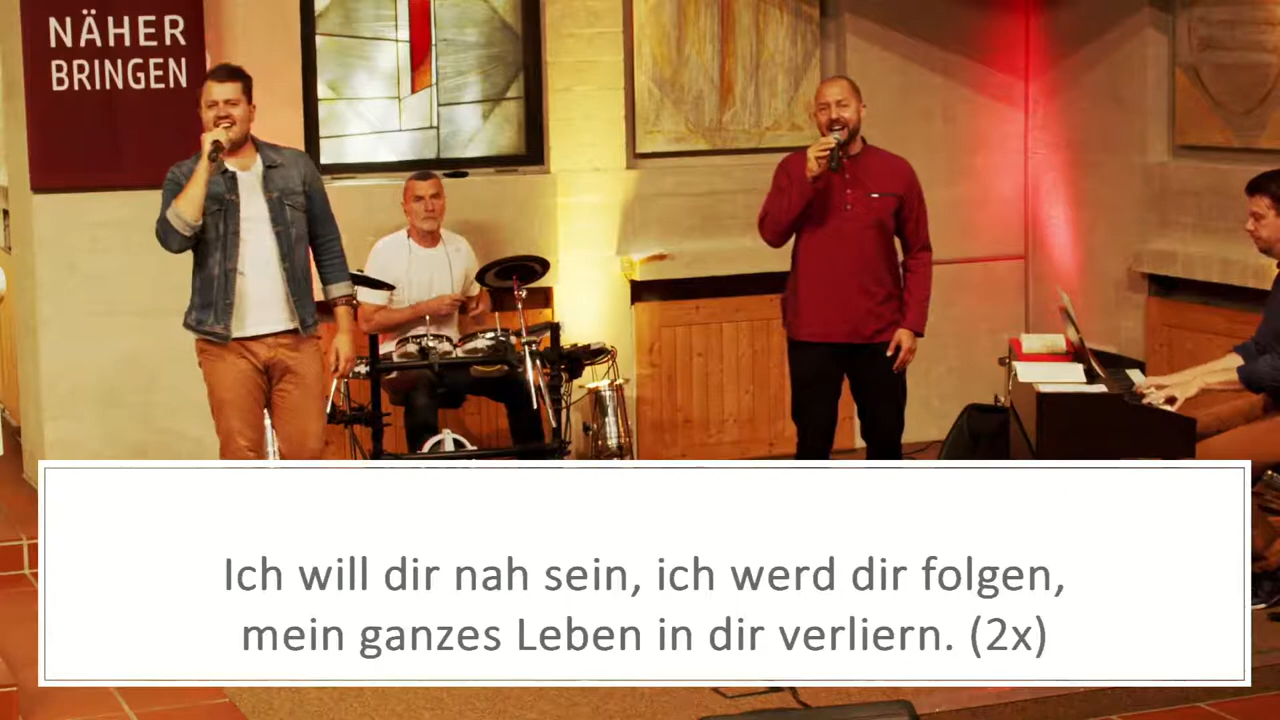 NÄHER
BRINGEN
Ich will dir nah sein, ich werd dir folgen,
mein ganzes Leben in dir verliern. (2x)